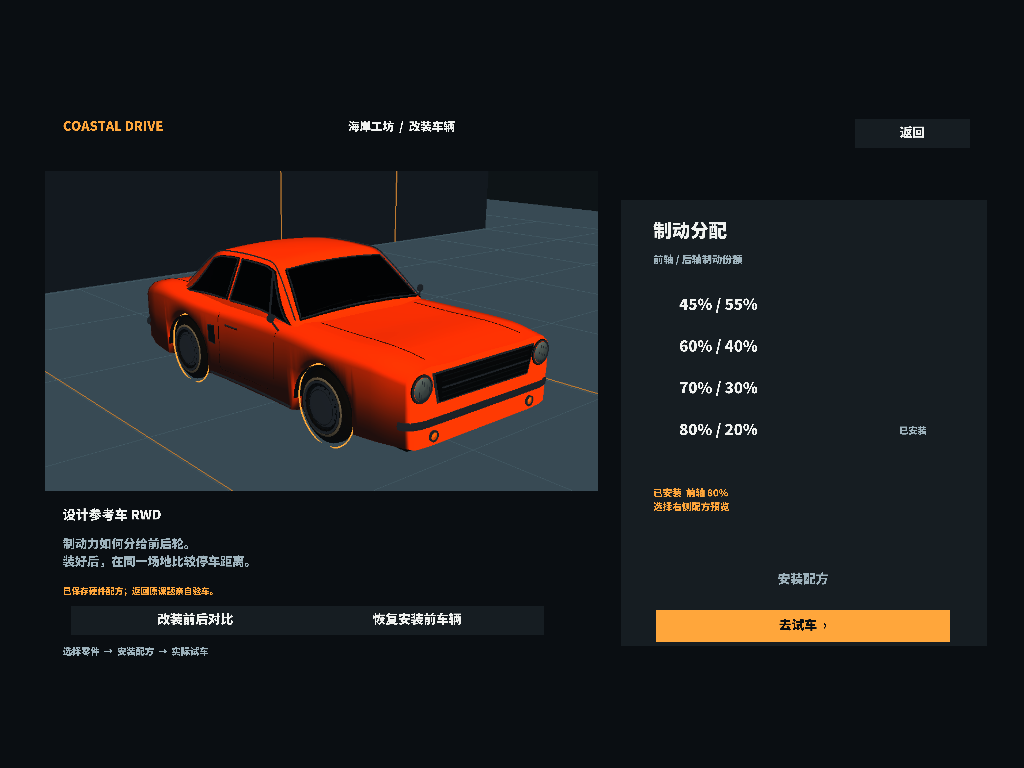 COASTAL DRIVE
海岸工坊 / 改装车辆
返回
制动分配
前轴 / 后轴制动份额
45% / 55%
60% / 40%
70% / 30%
80% / 20%
已安装
已安装 前轴 80%
选择右侧配方预览
安装配方
去试车 ›
设计参考车 RWD
制动力如何分给前后轮。
装好后，在同一场地比较停车距离。
已保存硬件配方；返回原课题亲自验车。
改装前后对比
恢复安装前车辆
选择零件 → 安装配方 → 实际试车